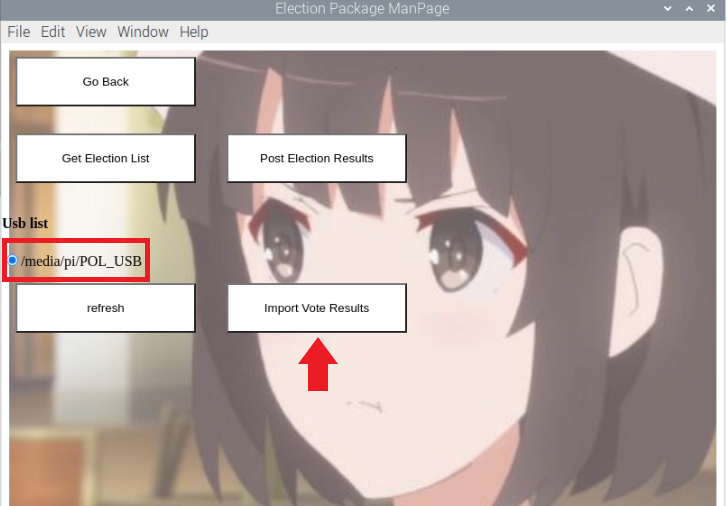 Election Package ManPage
File Edit View Window Help
Go Back
Get Election List
Post Election Results
Usb list
/media/pi/POL_USB
refresh
Import Vote Results